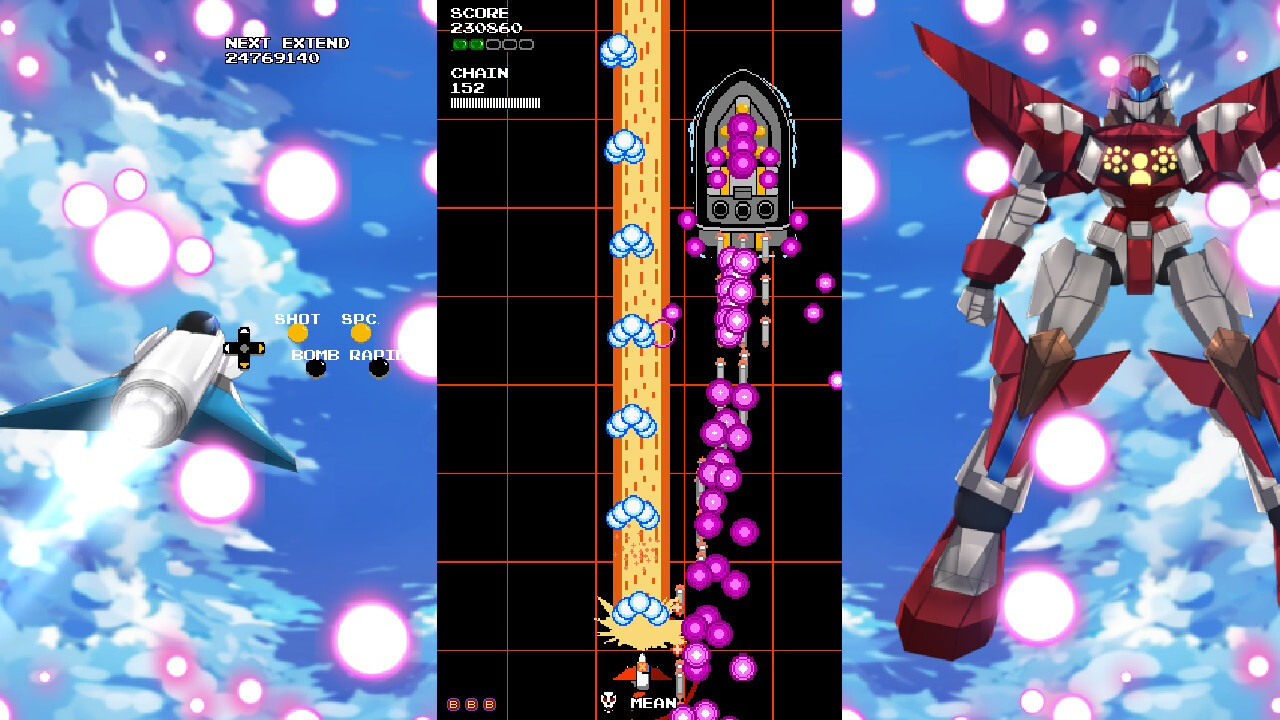 NEXT EXTEND
24769140
SHOT SPC.
BOMB RAPID
SCORE
230860
CHAIN
152
B B B
MEAN